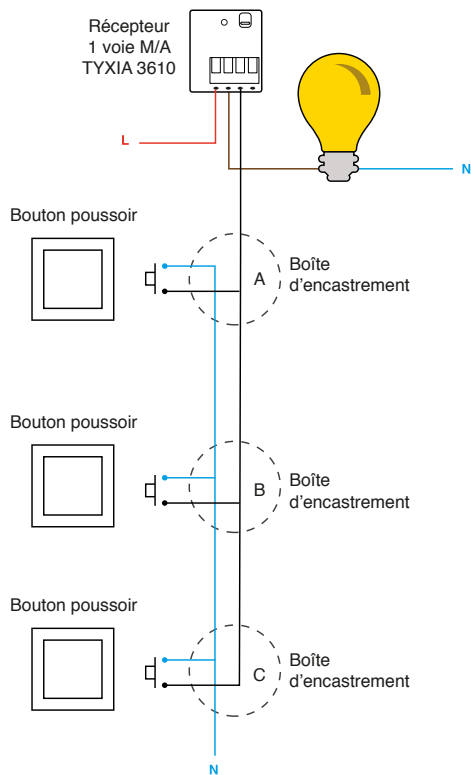 Récepteur
1 voie M/A
TYXIA 3610
L
N
Bouton poussoir
A
Boîte
d'encastrement
Bouton poussoir
B
Boîte
d'encastrement
Bouton poussoir
C
Boîte
d'encastrement
N